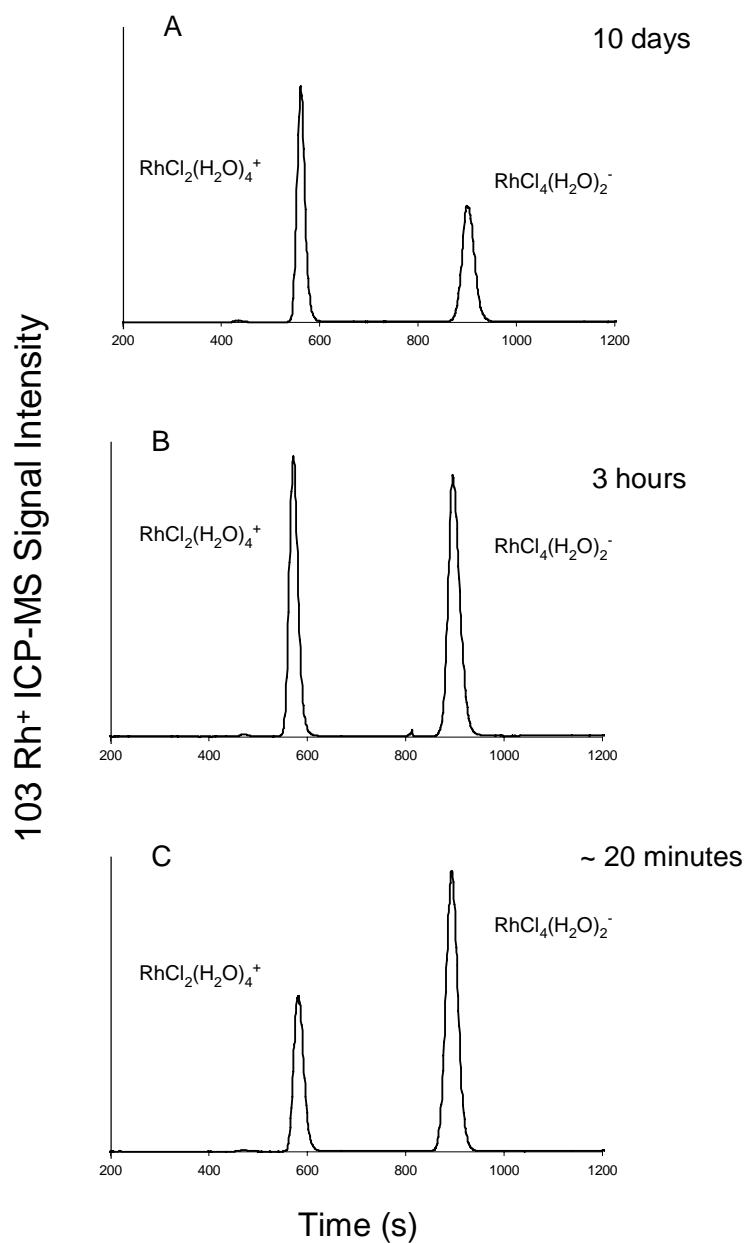 A
10 days
RhCl2(H2O)4+
RhCl4(H2O)2-
200 400 600 800 1000 1200
B
3 hours
RhCl2(H2O)4+
RhCl4(H2O)2-
200 400 600 800 1000 1200
C
~ 20 minutes
RhCl4(H2O)2-
RhCl2(H2O)4+
200 400 600 800 1000 1200
103 Rh+ ICP-MS Signal Intensity
Time (s)